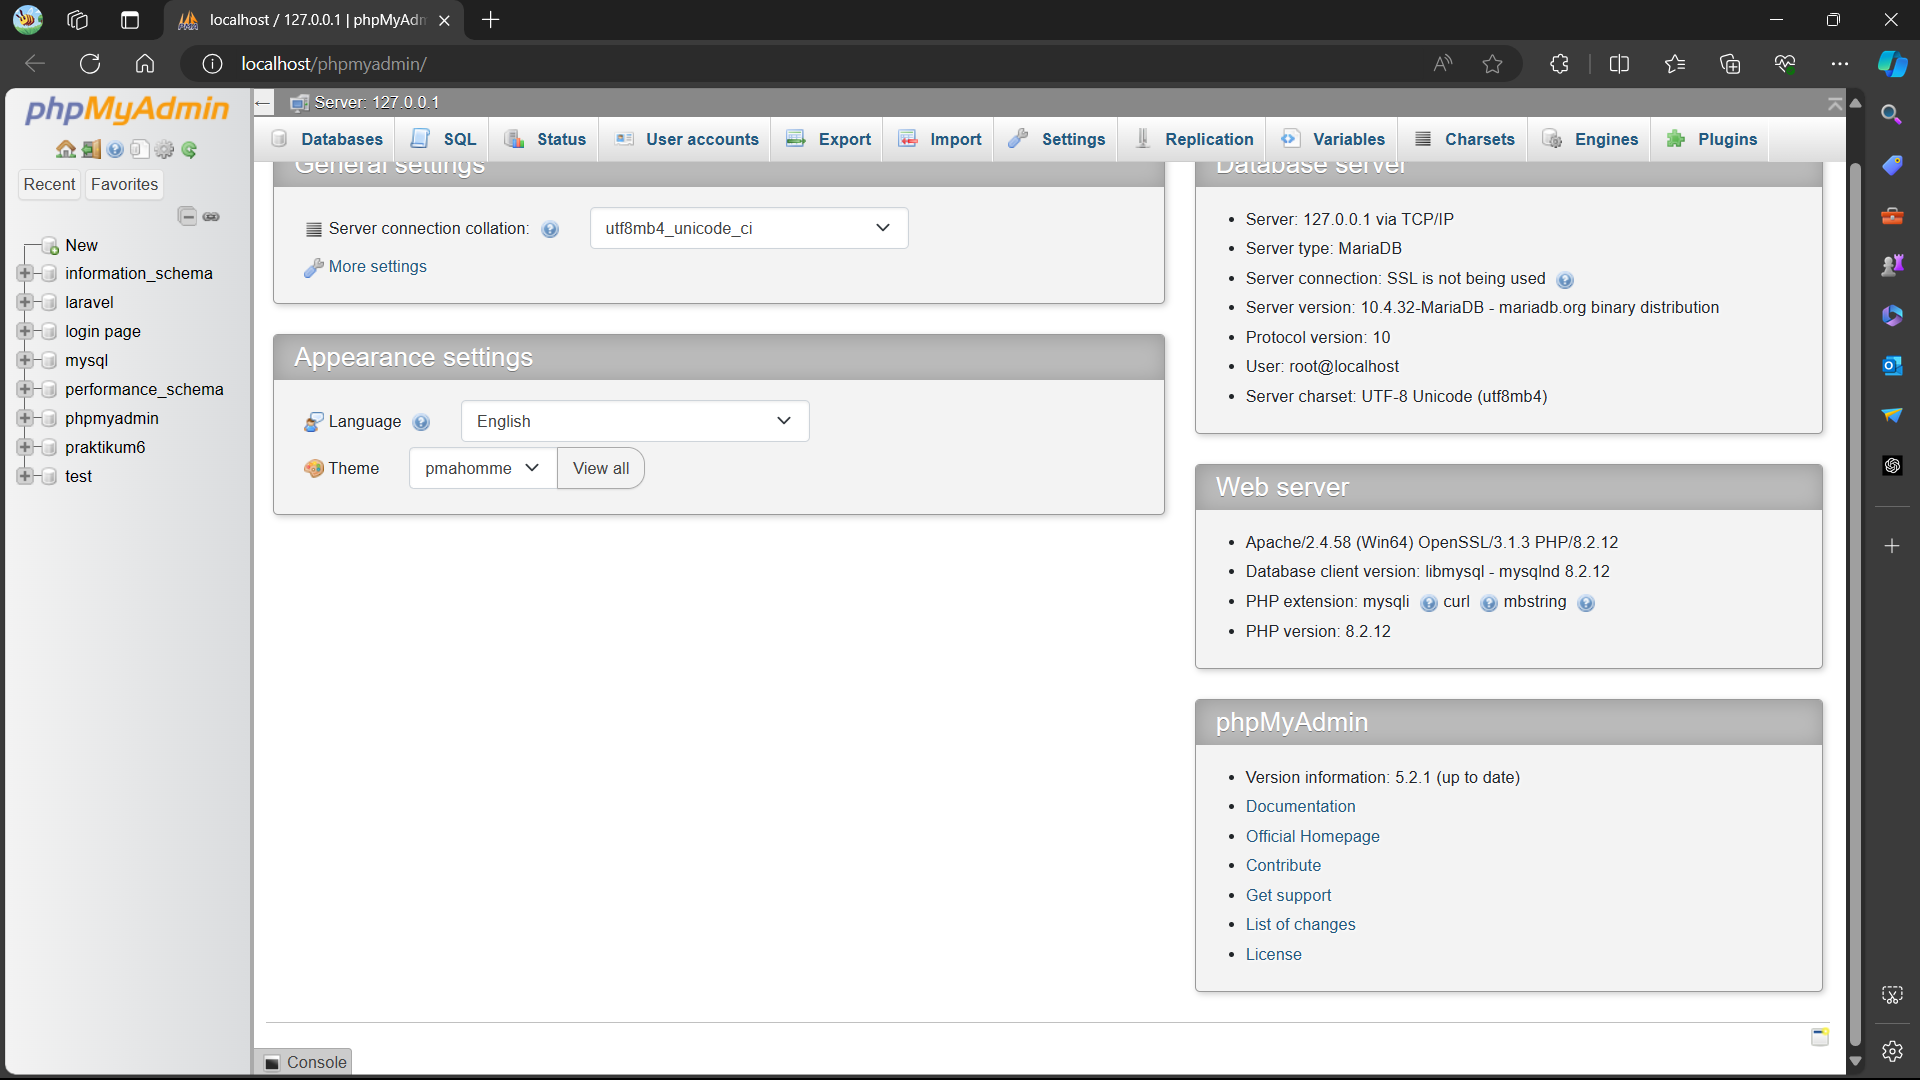 localhost / 127.0.0.1 | phpMyAdm
localhost/phpmyadmin/
phpMyAdmin
Recent
Favorites
New
information_schema
laravel
login page
mysql
performance_schema
phpmyadmin
praktikum6
test
Server: 127.0.0.1
Databases
SQL
Status
User accounts
Export
Import
Settings
Replication
Variables
Charsets
Engines
Plugins
General settings
Server connection collation:
utf8mb4_unicode_ci
More settings
Appearance settings
Language
English
Theme
pmahomme
View all
Database server
Server: 127.0.0.1 via TCP/IP
Server type: MariaDB
Server connection: SSL is not being used
Server version: 10.4.32-MariaDB - mariadb.org binary distribution
Protocol version: 10
User: root@localhost
Server charset: UTF-8 Unicode (utf8mb4)
Web server
Apache/2.4.58 (Win64) OpenSSL/3.1.3 PHP/8.2.12
Database client version: libmysql - mysqlnd 8.2.12
PHP extension: mysqli curl mbstring
PHP version: 8.2.12
phpMyAdmin
Version information: 5.2.1 (up to date)
Documentation
Official Homepage
Contribute
Get support
List of changes
License
Console